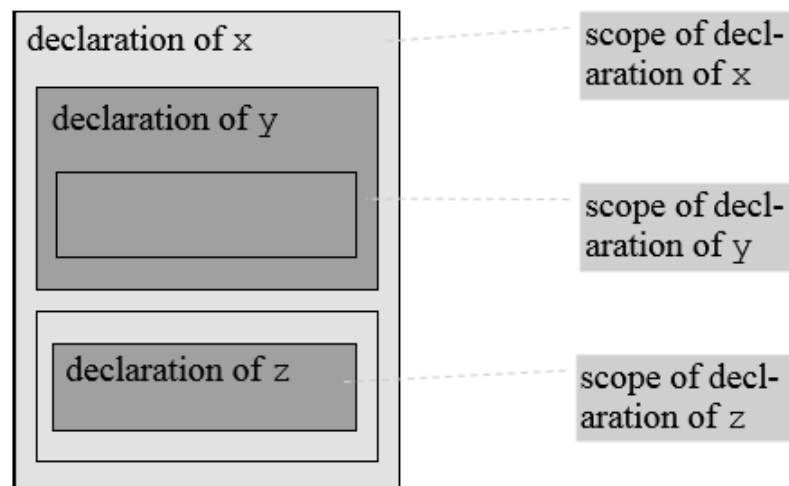 declaration of x
scope of decl-
aration of x
declaration of y
scope of decl-
aration of y
declaration of z
scope of decl-
aration of z